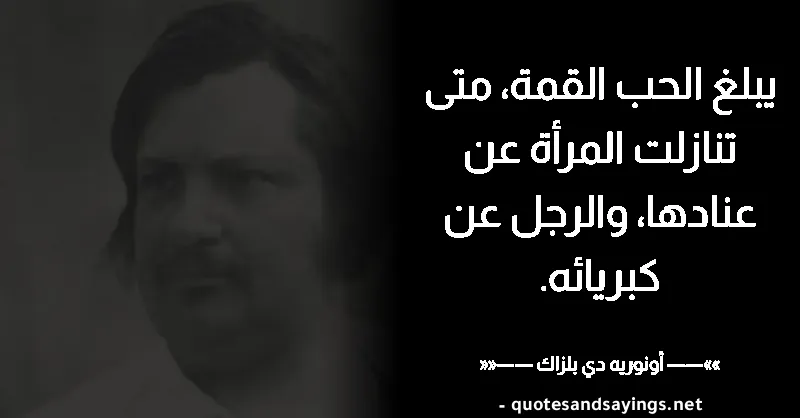 يبلغ الحب القمة، متى
تنازلت المرأة عن
عنادها، والرجل عن
كبريائه.
»»——– أونوريه دي بلزاك ——–««
- quotesandsayings.net